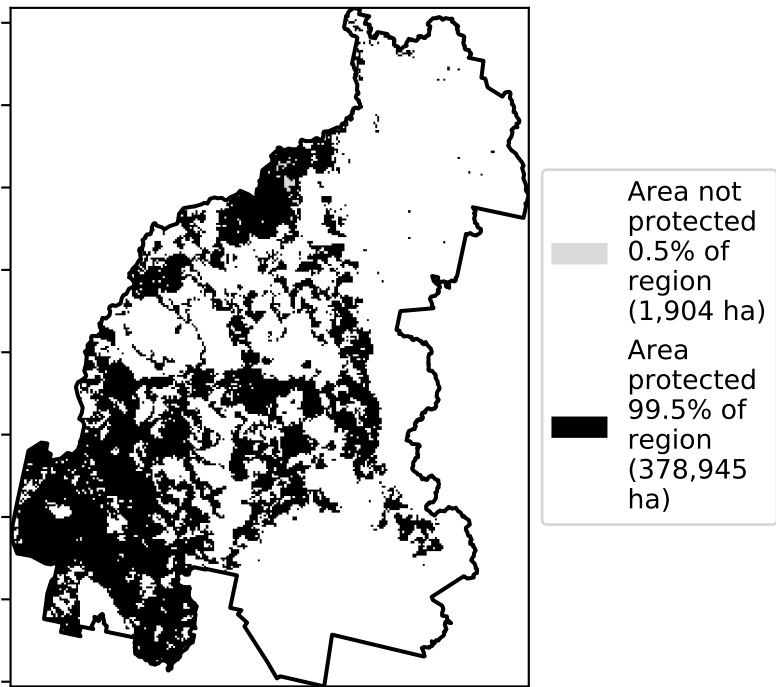 Area not
protected
0.5% of
region
(1,904 ha)
Area
protected
99.5% of
region
(378,945
ha)